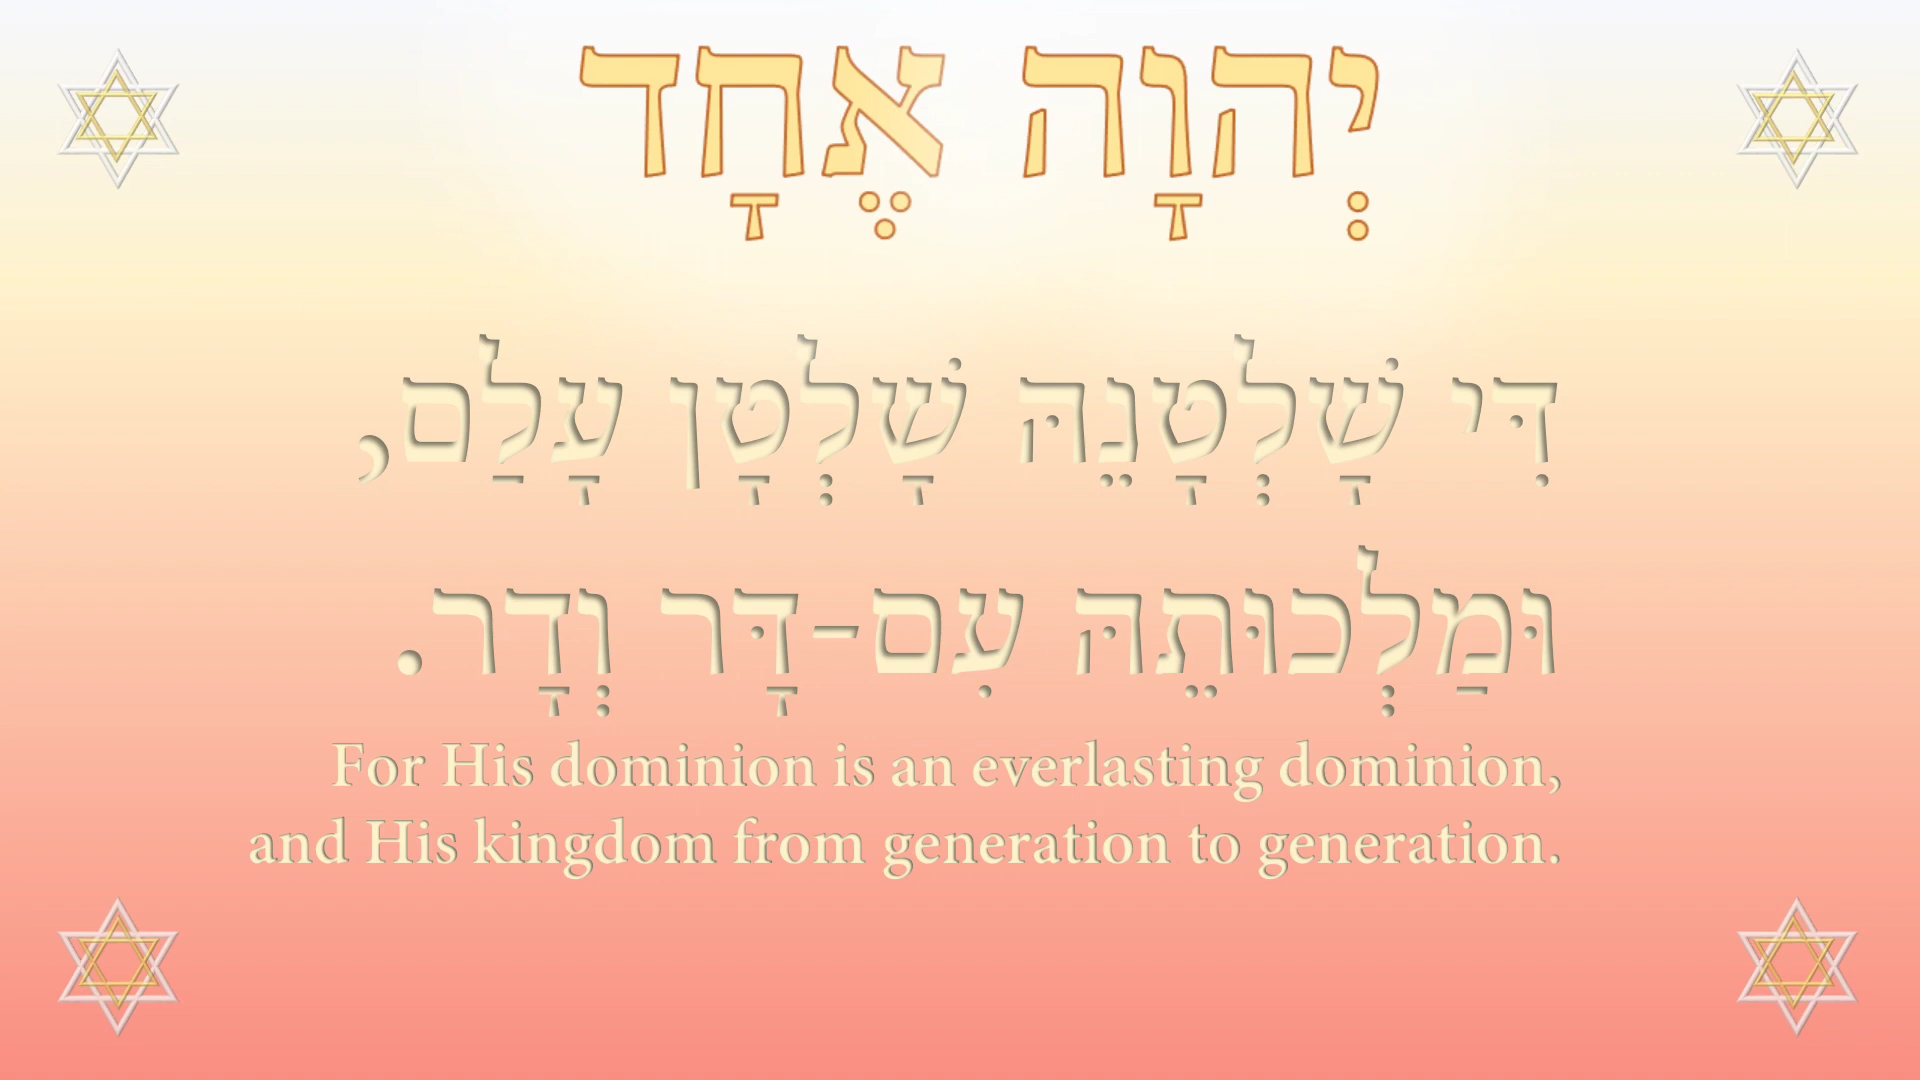 יְהוָה אֶחָד
דִּי שָׁלְטָנֵהּ שָׁלְטָן עָלַם,
וּמַלְכוּתֵהּ עִם-דָּר וְדָר.
For His dominion is an everlasting dominion,
and His kingdom from generation to generation.